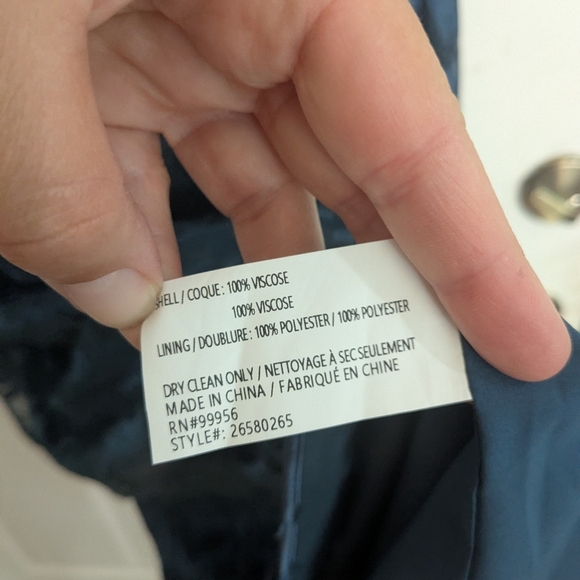 SHELL / COQUE : 100% VISCOSE
100% VISCOSE
LINING / DOUBLURE : 100% POLYESTER / 100% POLYESTER
DRY CLEAN ONLY / NETTOYAGE À SEC SEULEMENT
MADE IN CHINA / FABRIQUÉ EN CHINE
RN#99956
STYLE#: 26580265